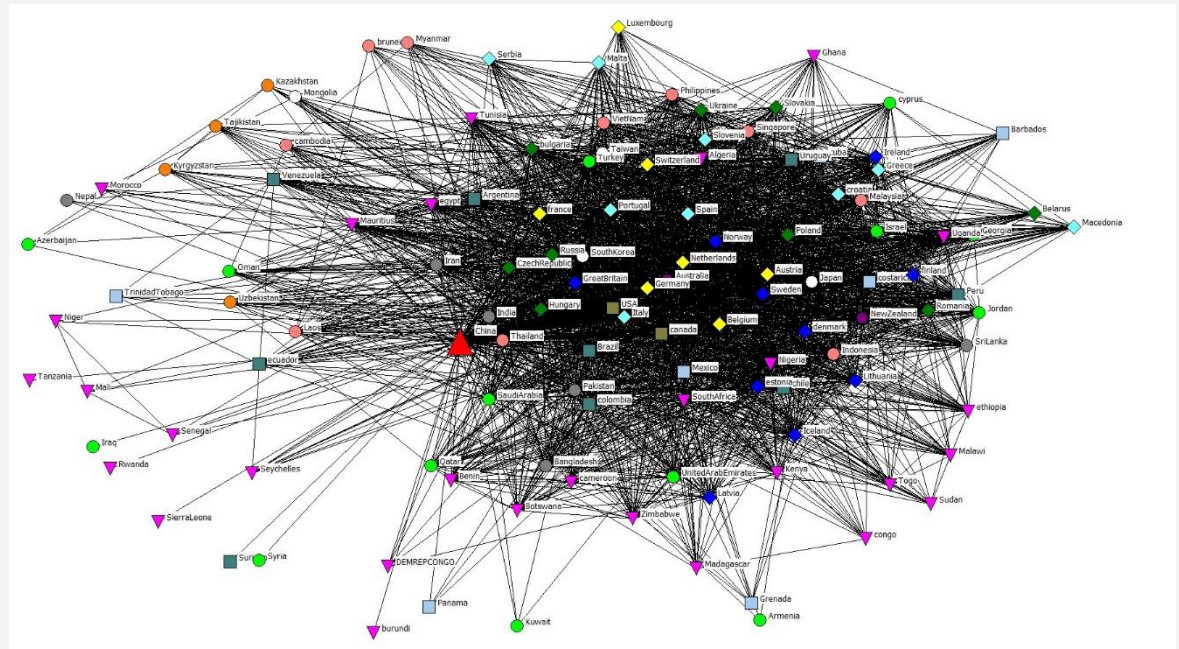 Luxembourg
brunei
Myanmar
Serbia
Malta
Ghana
Kazakhstan
Mongolia
Philippines
Ukraine
Slovakia
cyprus
Tajikistan
Tunisia
VietNam
Singapore
Barbados
cambodia
bulgaria
Taiwan
Slovenia
Turkey
Switzerland
Algeria
Uruguay
uba
Ireland
Greece
Kyrgyzstan
Venezuela
Morocco
Nepal
egypt
Argentina
croatia
Malaysia
Mauritius
france
Portugal
Spain
Belarus
Macedonia
Azerbaijan
Norway
Poland
Israel
Uganda
Georgia
Oman
Iran
Russia
SouthKorea
CzechRepublic
Netherlands
GreatBritain
Australia
Germany
Austria
Japan
costarica
finland
TrinidadTobago
Uzbekistan
Sweden
Peru
Niger
Laos
India
Hungary
USA
Italy
Belgium
NewZealand
Romania
Jordan
China
Thailand
canada
denmark
SriLanka
ecuador
Brazil
Indonesia
Tanzania
Mali
Mexico
Nigeria
Pakistan
SaudiArabia
colombia
SouthAfrica
estonia
chile
Lithuania
ethiopia
Senegal
Iraq
Iceland
Rwanda
Seychelles
Qatar
Benin
Bangladesh
cameroon
UnitedArabEmirates
Kenya
Malawi
Togo
Latvia
Sudan
SierraLeone
Botswana
Zimbabwe
congo
Suri
Syria
DEMREPCONGO
Madagascar
Panama
Grenada
Armenia
Kuwait
burundi